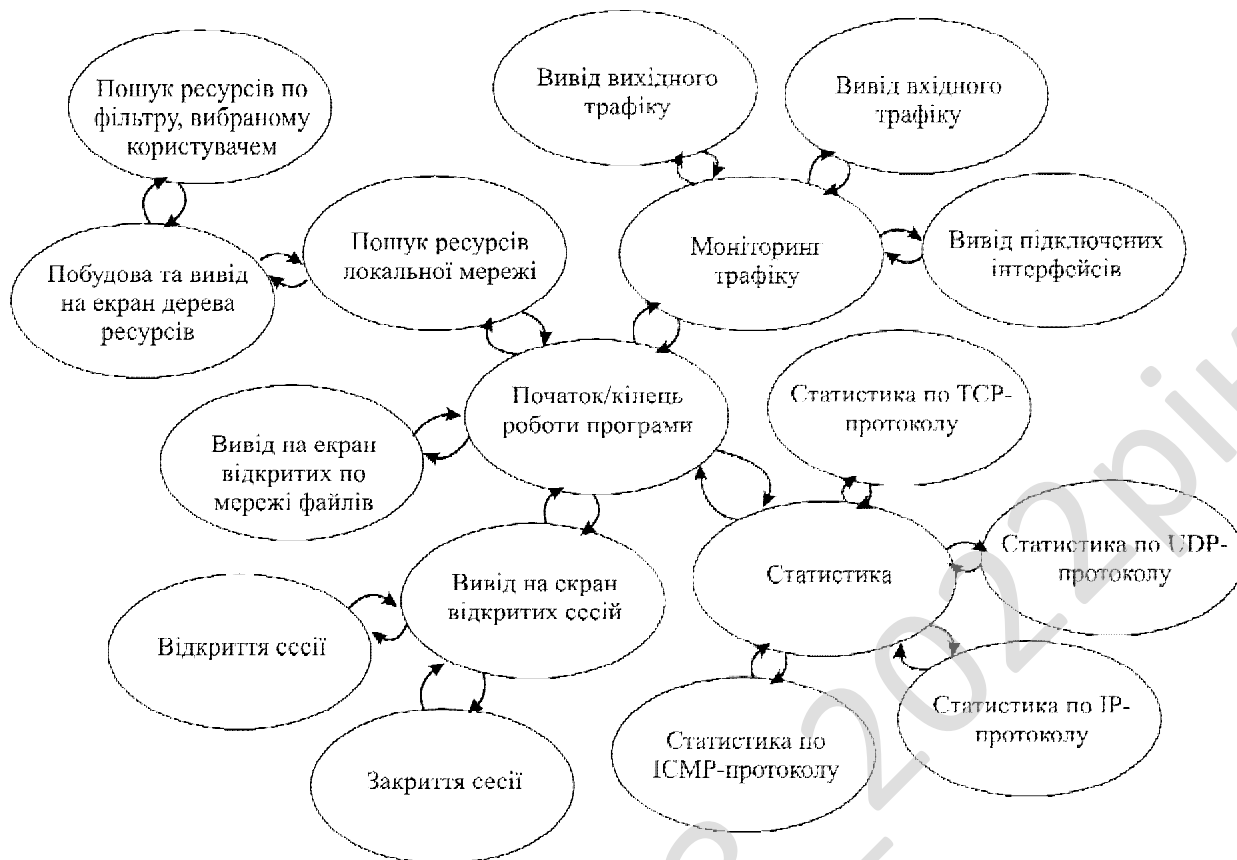 Пошук ресурсів по
фільтру, вибраному
користувачем
Вивід вихідного
трафіку
Вивід вхідного
трафіку
Побудова та вивід
на екран дерева
ресурсів
Пошук ресурсів
локальної мережі
Моніторинг
трафіку
Вивід підключених
інтерфейсів
Початок/кінець
роботи програми
Статистика по TCP-
протоколу
Вивід на екран
відкритих по
мережі файлів
Вивід на екран
відкритих сесій
Статистика
Статистика по UDP-
протоколу
Відкриття сесії
Закриття сесії
Статистика по
ICMP-протоколу
Статистика по IP-
протоколу
2022рік